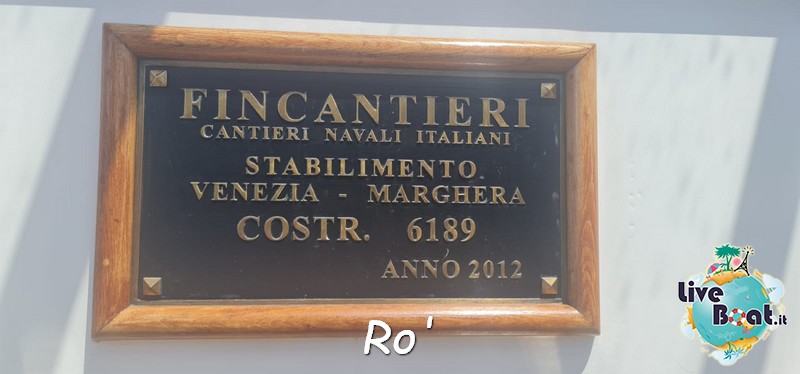 FINCANTIERI
CANTIERI NAVALI ITALIANI
STABILIMENTO
VENEZIA - MARGHERA
COSTR. 6189
ANNO 2012
Ro'
Live
Boat.it